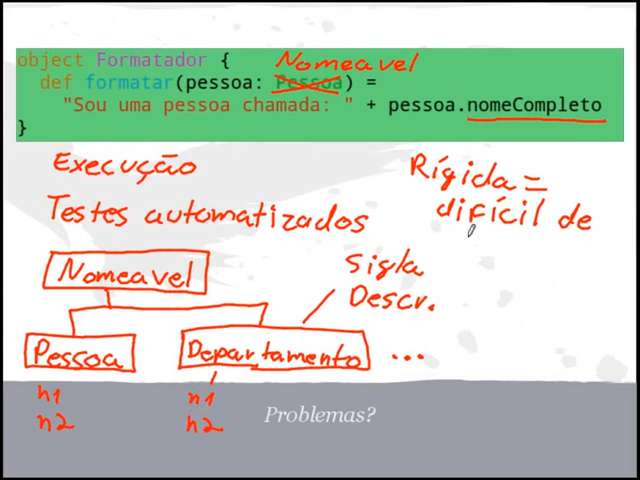 object Formatador {
Nomeavel
def formatar(pessoa: Pessoa) =
"Sou uma pessoa chamada: " + pessoa.nomeCompleto
}
Execução
Testes automatizados
Rígida =
difícil de
Nomeavel
Sigla
Descr.
Pessoa
Departamento
...
n1
n2
n1
n2
Problemas?